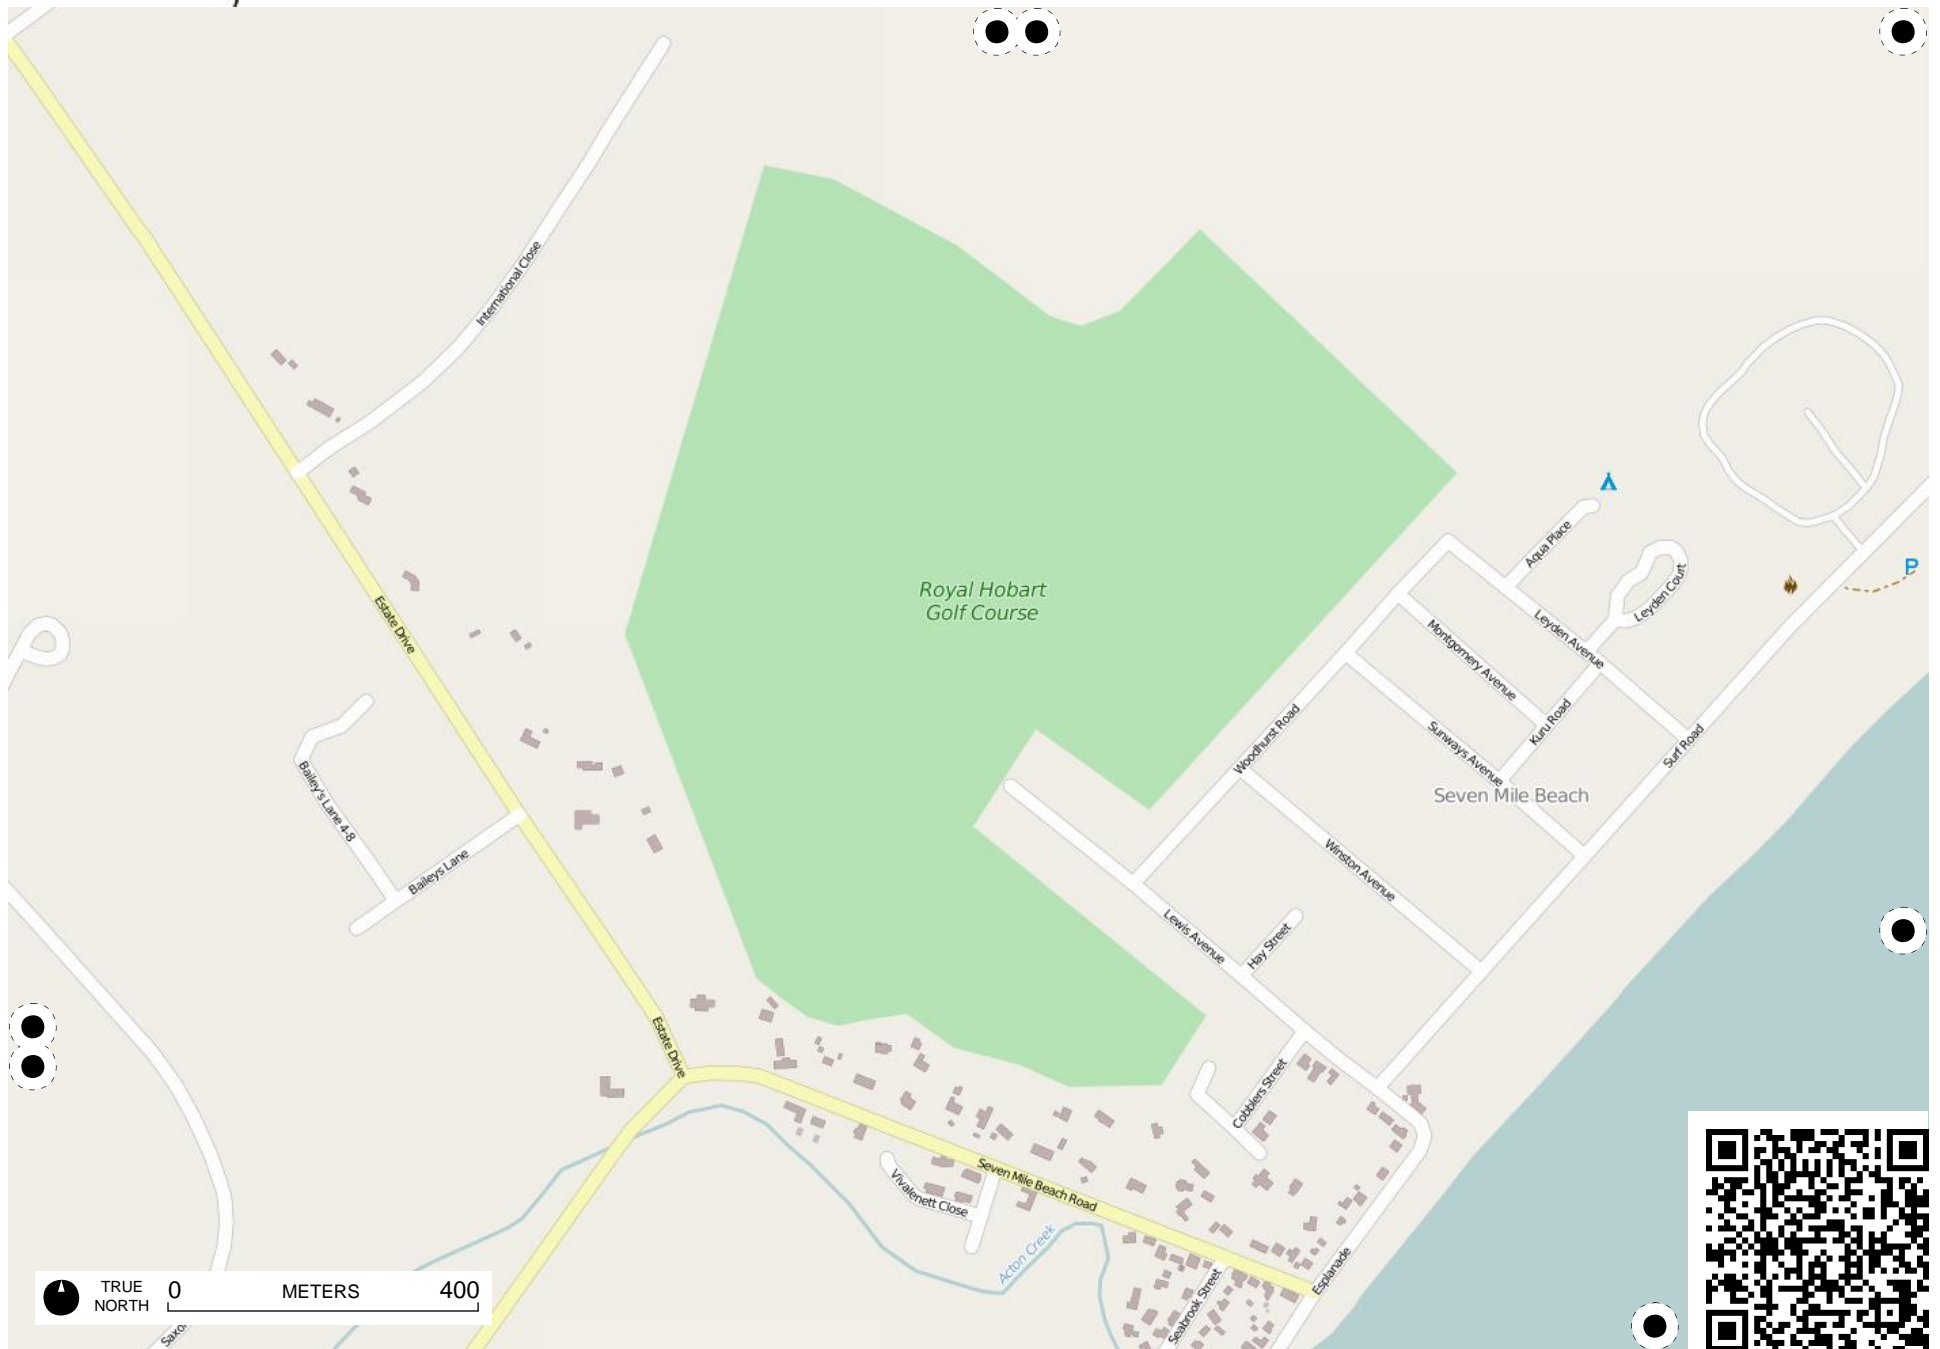 International Close
Estate Drive
Royal Hobart
Golf Course
Aqua Place
P
Leyden Court
Leyden Avenue
Montgomery Avenue
Kuru Road
Sunways Avenue
Woodhurst Road
Surf Road
Seven Mile Beach
Bailey's Lane 4-8
Baileys Lane
Winston Avenue
Lewis Avenue
Hay Street
Estate Drive
Cobblers Street
Seven Mile Beach Road
Vivalenett Close
Acton Creek
Esplanade
Seabrook Street
TRUE
NORTH
0 METERS 400